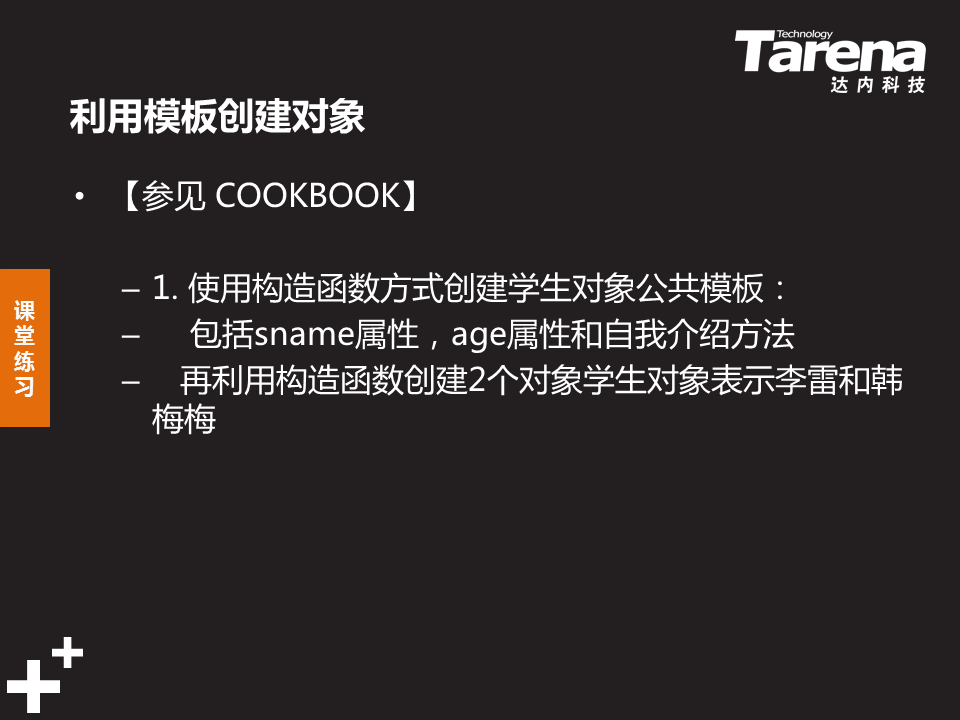 Technology
Tarena
达内科技
利用模板创建对象
• 【参见 COOKBOOK】
– 1. 使用构造函数方式创建学生对象公共模板：
– 包括sname属性，age属性和自我介绍方法
– 再利用构造函数创建2个对象学生对象表示李雷和韩
梅梅
课
堂
练
习